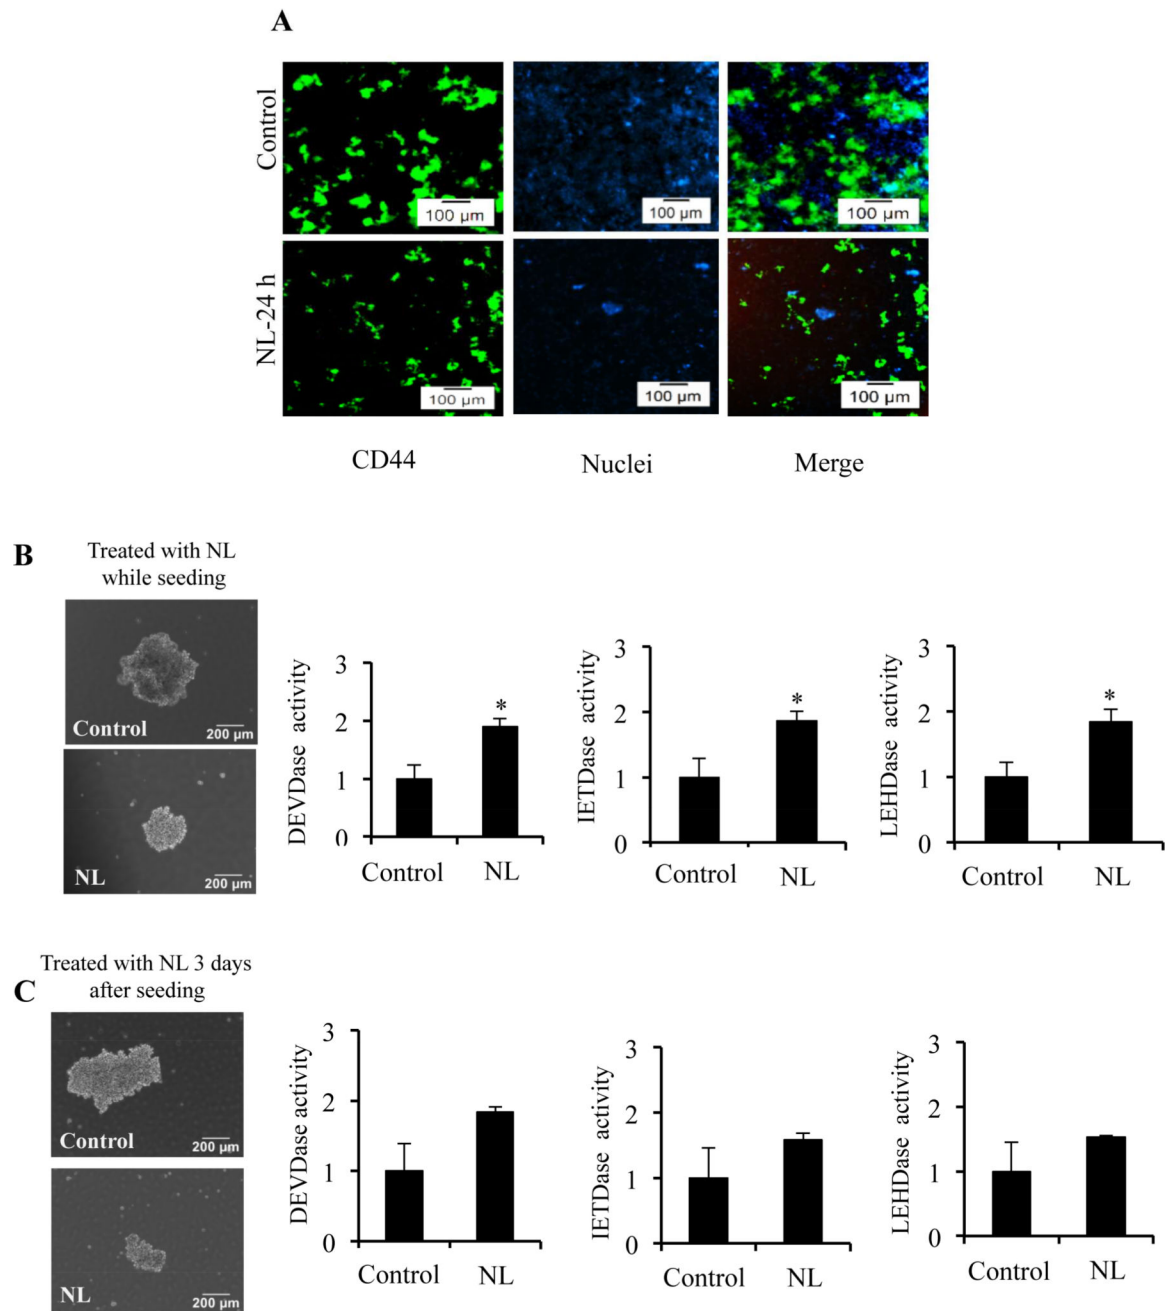 A
Control
100 µm
100 µm
100 µm
NL-24 h
100 µm
100 µm
100 µm
CD44
Nuclei
Merge
B
Treated with NL
while seeding
Control
200 µm
NL
200 µm
DEVDase activity
3
2
1
0
*
Control
NL
IETDase activity
3
2
1
0
*
Control
NL
LEHDase activity
3
2
1
0
*
Control
NL
C
Treated with NL 3 days
after seeding
Control
200 µm
NL
200 µm
DEVDase activity
3
2
1
0
Control
NL
IETDase activity
3
2
1
0
Control
NL
LEHDase activity
3
2
1
0
Control
NL